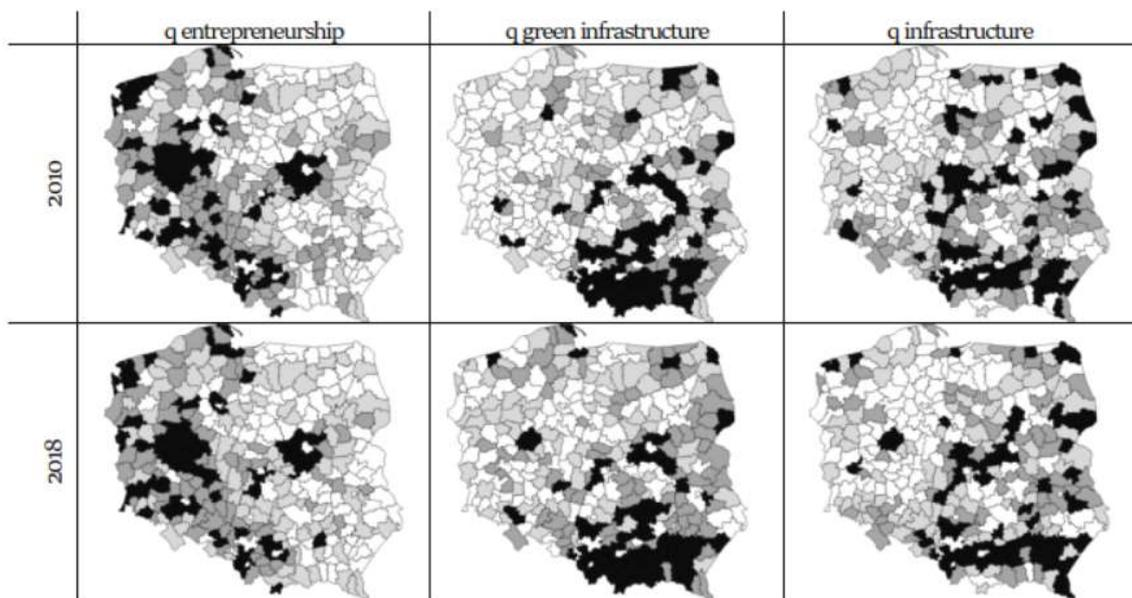 q entrepreneurship
q green infrastructure
q infrastructure
2010
2018